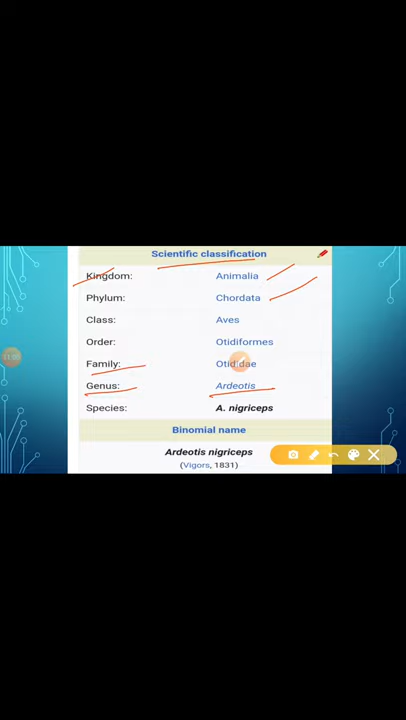 Scientific classification
Kingdom: Animalia
Phylum: Chordata
Class: Aves
Order: Otidiformes
Family: Otididae
Genus: Ardeotis
Species: A. nigriceps
Binomial name
Ardeotis nigriceps
(Vigors, 1831)